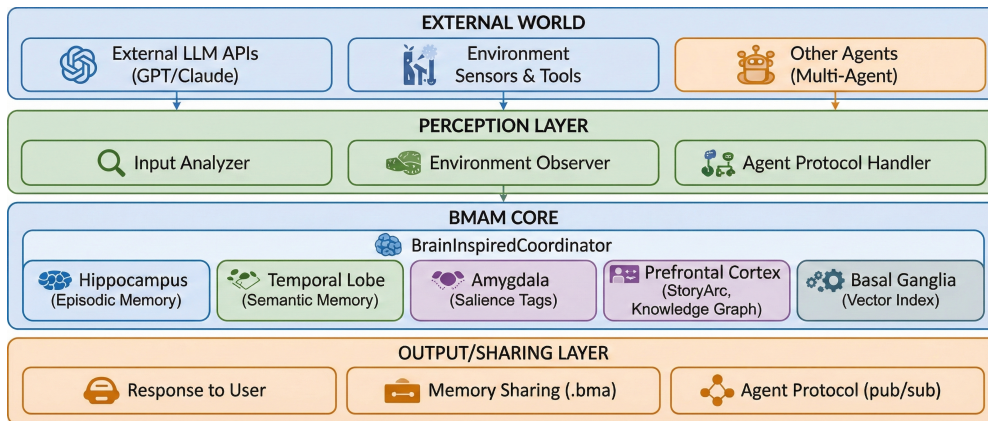 EXTERNAL WORLD
External LLM APIs
(GPT/Claude)
Environment
Sensors & Tools
Other Agents
(Multi-Agent)
PERCEPTION LAYER
Input Analyzer
Environment Observer
Agent Protocol Handler
BMAM CORE
BrainInspiredCoordinator
Hippocampus
(Episodic Memory)
Temporal Lobe
(Semantic Memory)
Amygdala
(Salience Tags)
Prefrontal Cortex
(StoryArc,
Knowledge Graph)
Basal Ganglia
(Vector Index)
OUTPUT/SHARING LAYER
Response to User
Memory Sharing (.bma)
Agent Protocol (pub/sub)